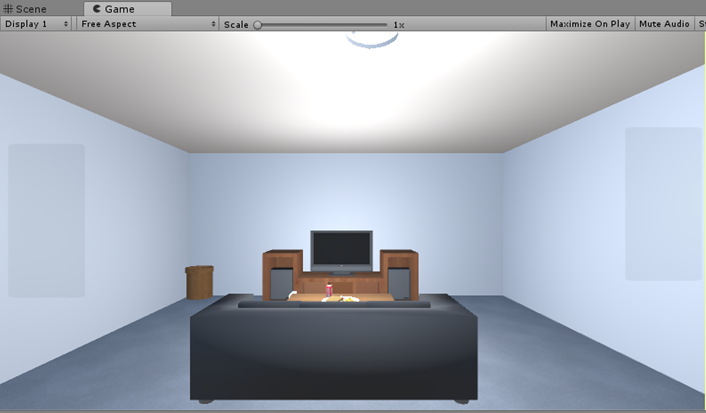 Scene Game
Display 1 Free Aspect Scale 1x Maximize On Play Mute Audio